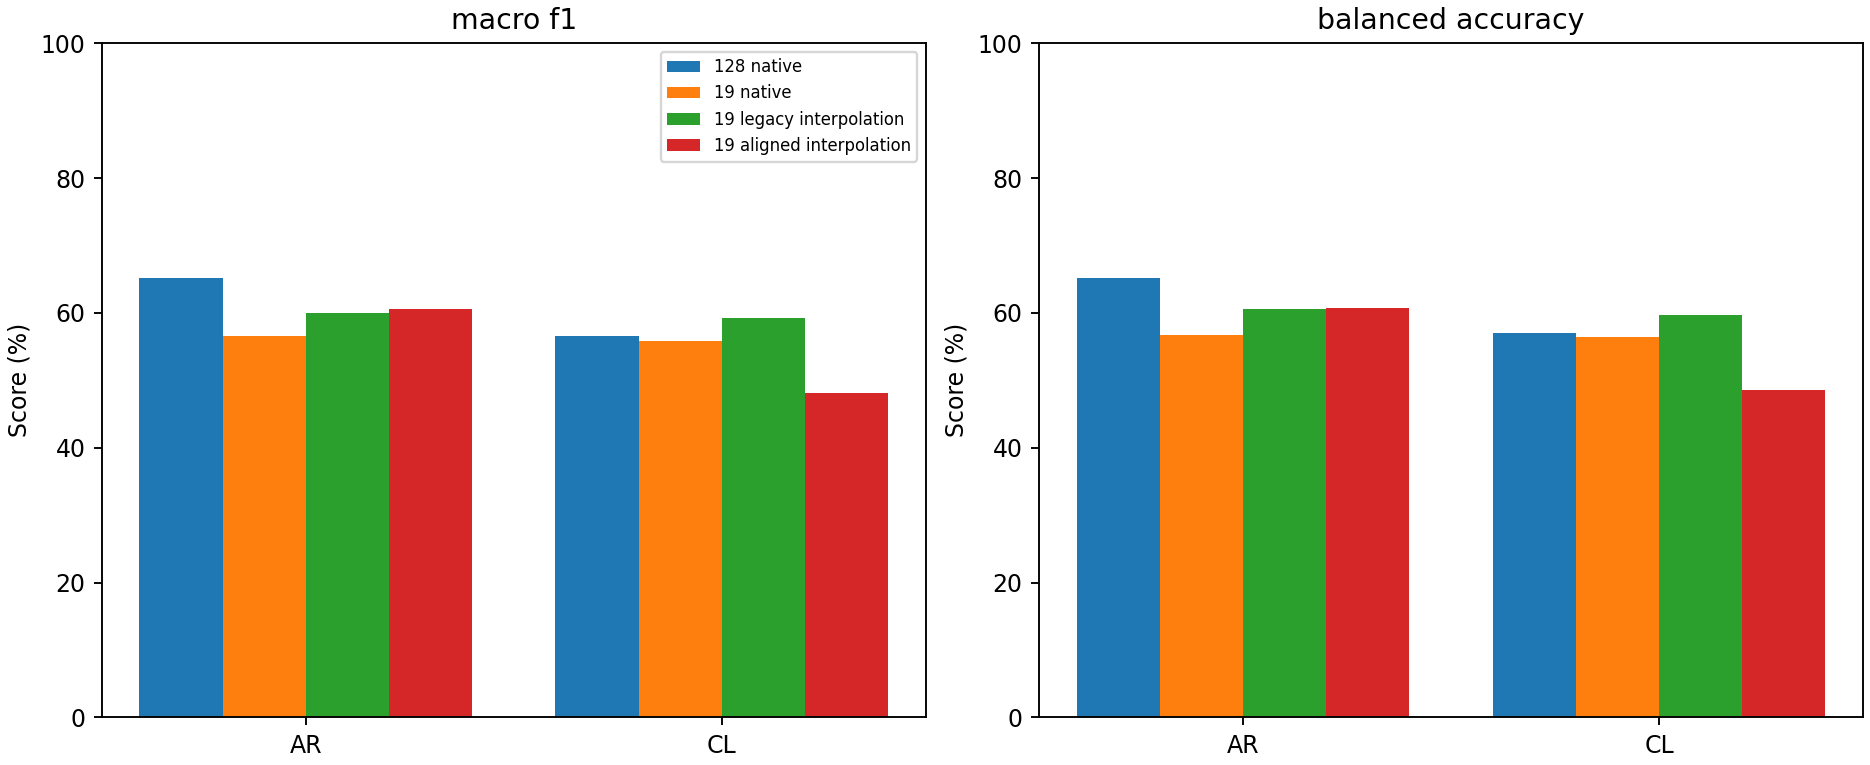 macro f1
100
80
60
40
20
0
Score (%)
AR
CL
128 native
19 native
19 legacy interpolation
19 aligned interpolation
balanced accuracy
100
80
60
40
20
0
Score (%)
AR
CL